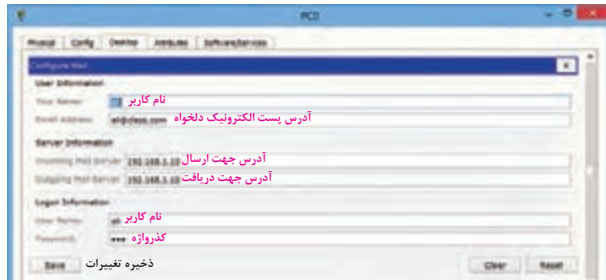 PC0
Physical Config Desktop Attributes Software/Services
Configure Mail
User Information
Your Name: نام کاربر
Email Address: ali@class.com آدرس پست الکترونیک دلخواه
Server Information
Incoming Mail Server 192.168.1.10 آدرس جهت ارسال
Outgoing Mail Server 192.168.1.10 آدرس جهت دریافت
Logon Information
User Name: ali نام کاربر
Password: ●●● کذرواژه
Save ذخیره تغییرات Clear Reset